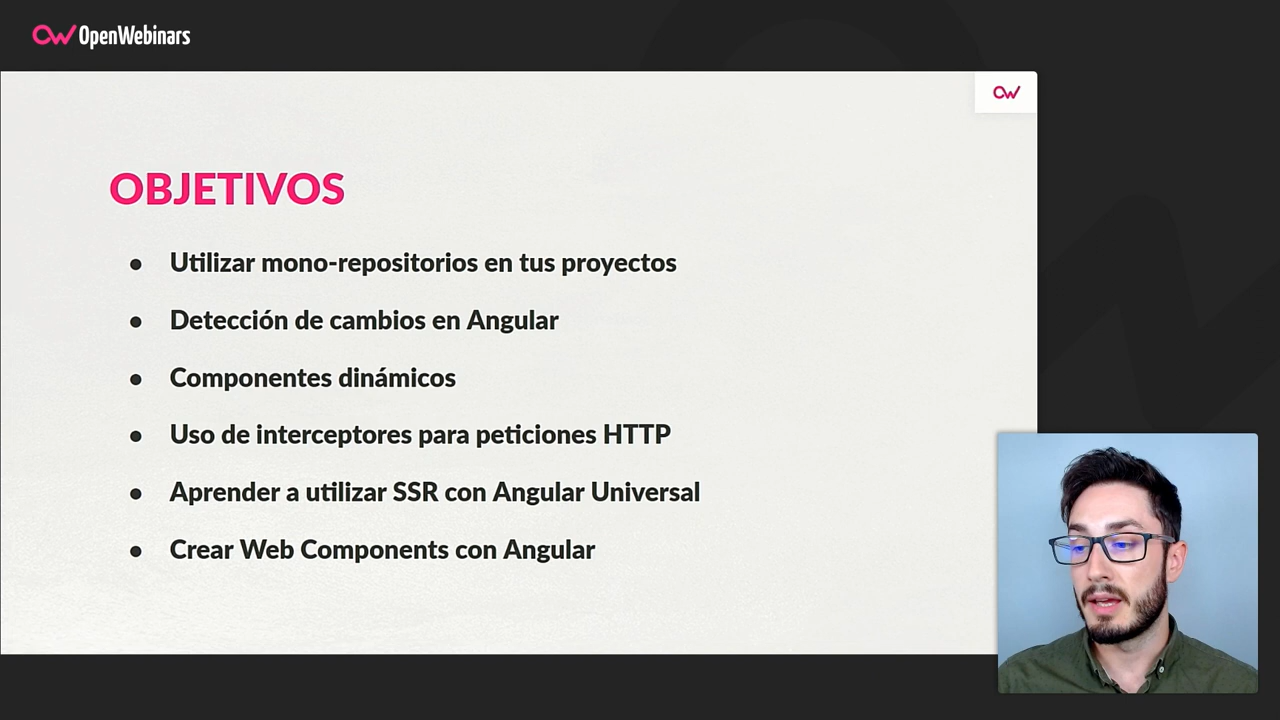 OpenWebinars
OBJETIVOS
● Utilizar mono-repositorios en tus proyectos
● Detección de cambios en Angular
● Componentes dinámicos
● Uso de interceptores para peticiones HTTP
● Aprender a utilizar SSR con Angular Universal
● Crear Web Components con Angular